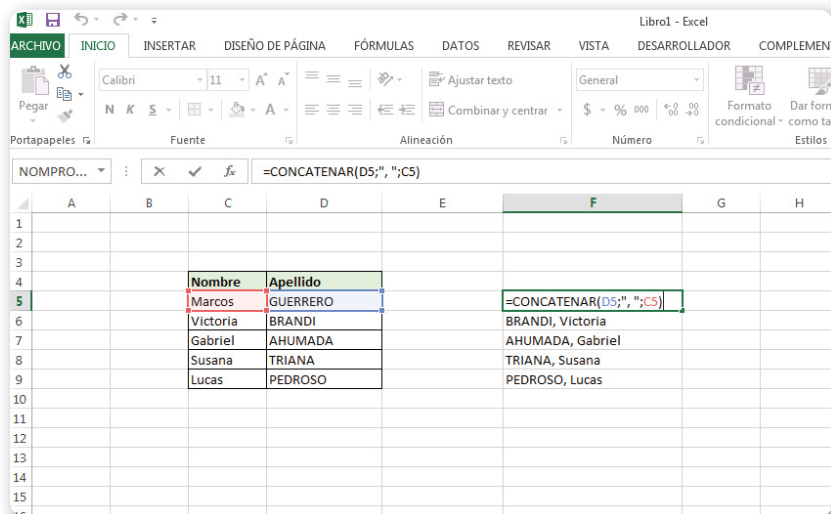 Libro1 - Excel
ARCHIVO INICIO INSERTAR DISEÑO DE PÁGINA FÓRMULAS DATOS REVISAR VISTA DESARROLLADOR COMPLEMEN
Calibri 11 A A Ajustar texto General
Pegar N K S A Combinar y centrar $ % 000 Formato Dar form
condicional como ta
Portapapeles Fuente Alineación Número Estilos
NOMPRO... fx =CONCATENAR(D5;", ";C5)
A B C D E F G H
1
2
3
4 Nombre Apellido
5 Marcos GUERRERO =CONCATENAR(D5;", ";C5)
6 Victoria BRANDI BRANDI, Victoria
7 Gabriel AHUMADA AHUMADA, Gabriel
8 Susana TRIANA TRIANA, Susana
9 Lucas PEDROSO PEDROSO, Lucas
10
11
12
13
14
15